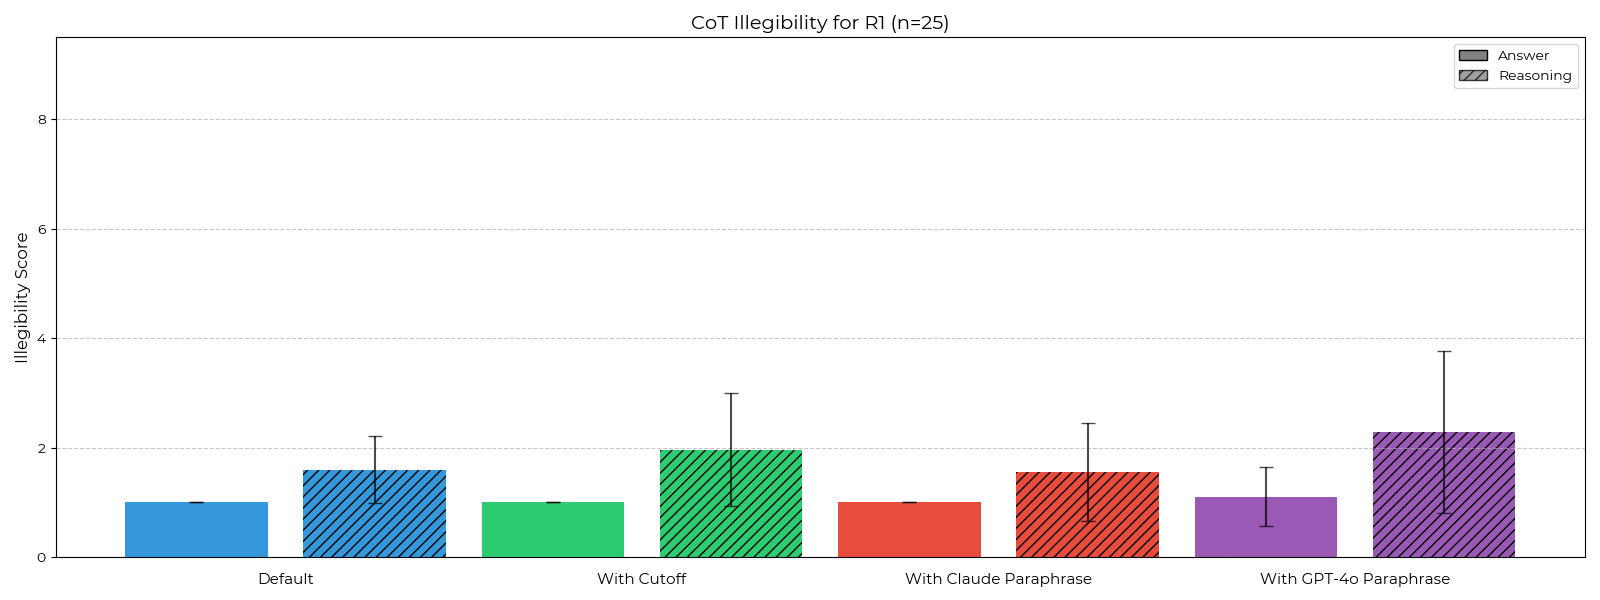 CoT Illegibility for R1 (n=25)
Answer
Reasoning
Illegibility Score
8
6
4
2
0
Default
With Cutoff
With Claude Paraphrase
With GPT-4o Paraphrase